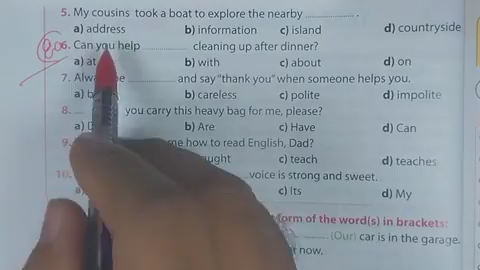 5. My cousins took a boat to explore the nearby ............... .
a) address b) information c) island d) countryside
6. Can you help ............... cleaning up after dinner?
a) at b) with c) about d) on
7. ............... and say "thank you" when someone helps you.
b) careless c) polite d) impolite
8. ............... you carry this heavy bag for me, please?
a) b) Are c) Have d) Can
9. me how to read English, Dad?
c) teach d) teaches
10. ............... voice is strong and sweet.
c) Its d) My
form of the word(s) in brackets:
............... (Our) car is in the garage.
now.